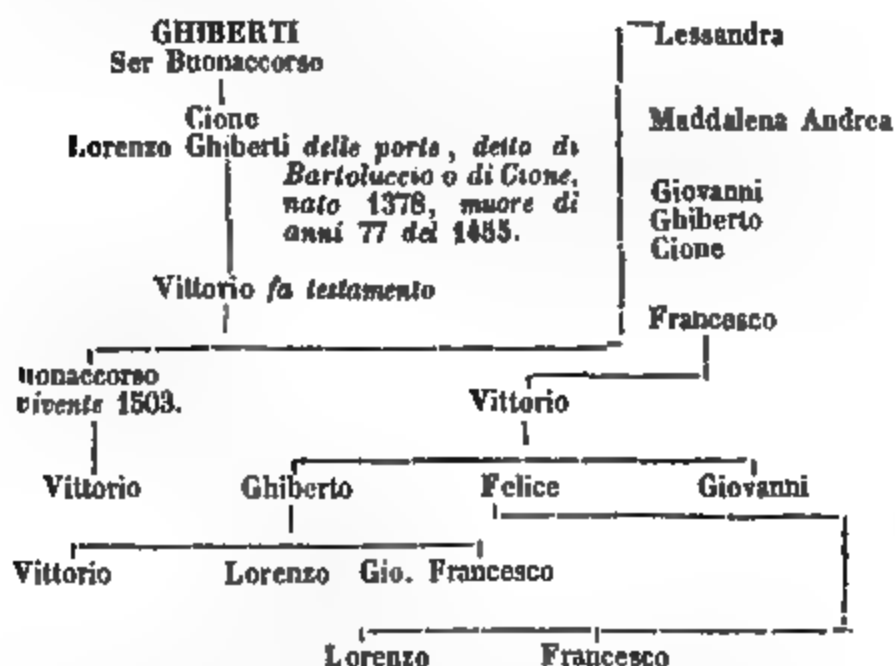 GHIBERTI
Ser Buonaccorso
Cione
Lorenzo Ghiberti delle porte, detto di
Bartoluccio o di Cione,
nato 1378, muore di
anni 77 del 1455.
Vittorio fa testamento
Lessandra
Maddalena Andrea
Giovanni
Ghiberto
Cione
Francesco
uonaccorso
vivente 1503.
Vittorio
Vittorio
Ghiberto
Felice
Giovanni
Vittorio
Lorenzo
Gio. Francesco
Lorenzo
Francesco